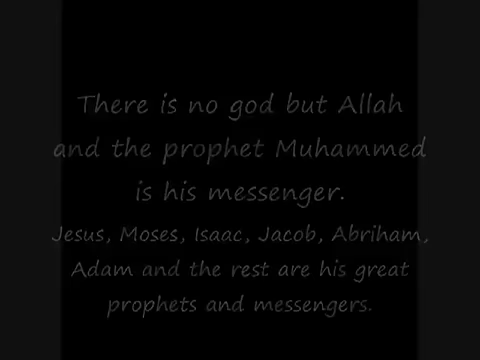 There is no god but Allah
and the prophet Muhammed
is his messenger.
Jesus, Moses, Isaac, Jacob, Abriham,
Adam and the rest are his great
prophets and messengers.